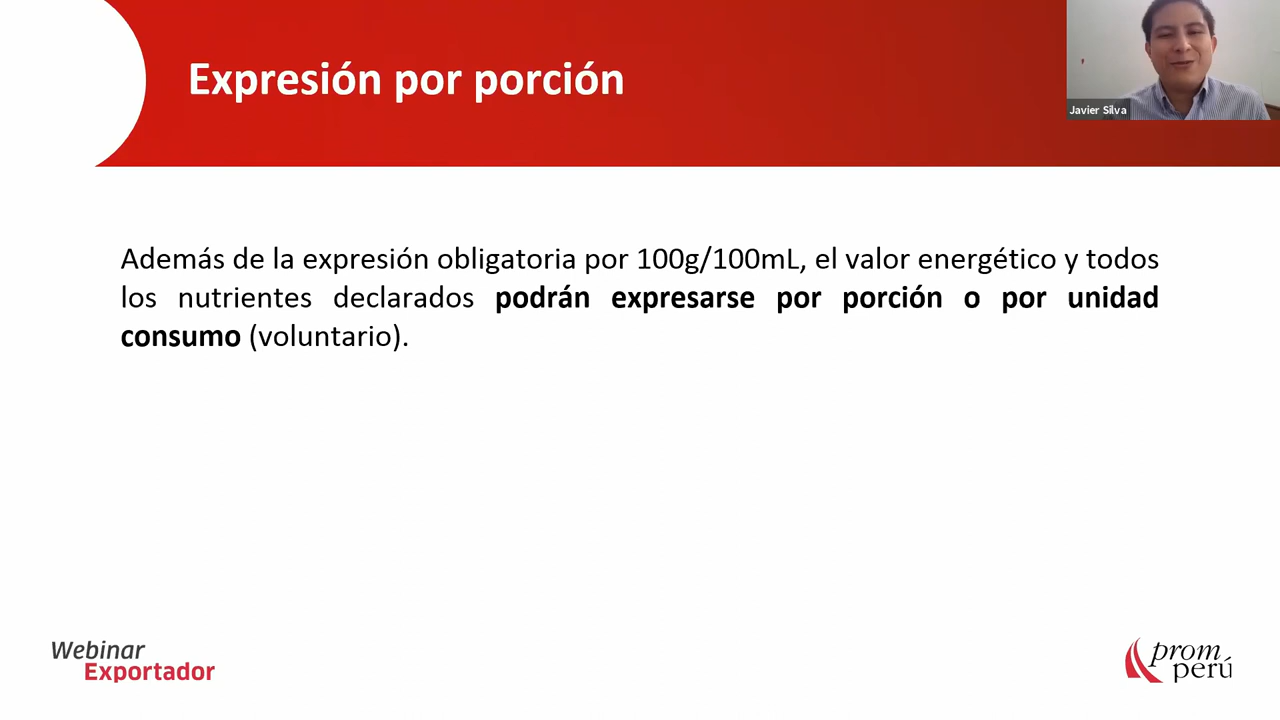 Expresión por porción
Javier Silva
Además de la expresión obligatoria por 100g/100mL, el valor energético y todos
los nutrientes declarados podrán expresarse por porción o por unidad
consumo (voluntario).
Webinar
Exportador
prom
perú